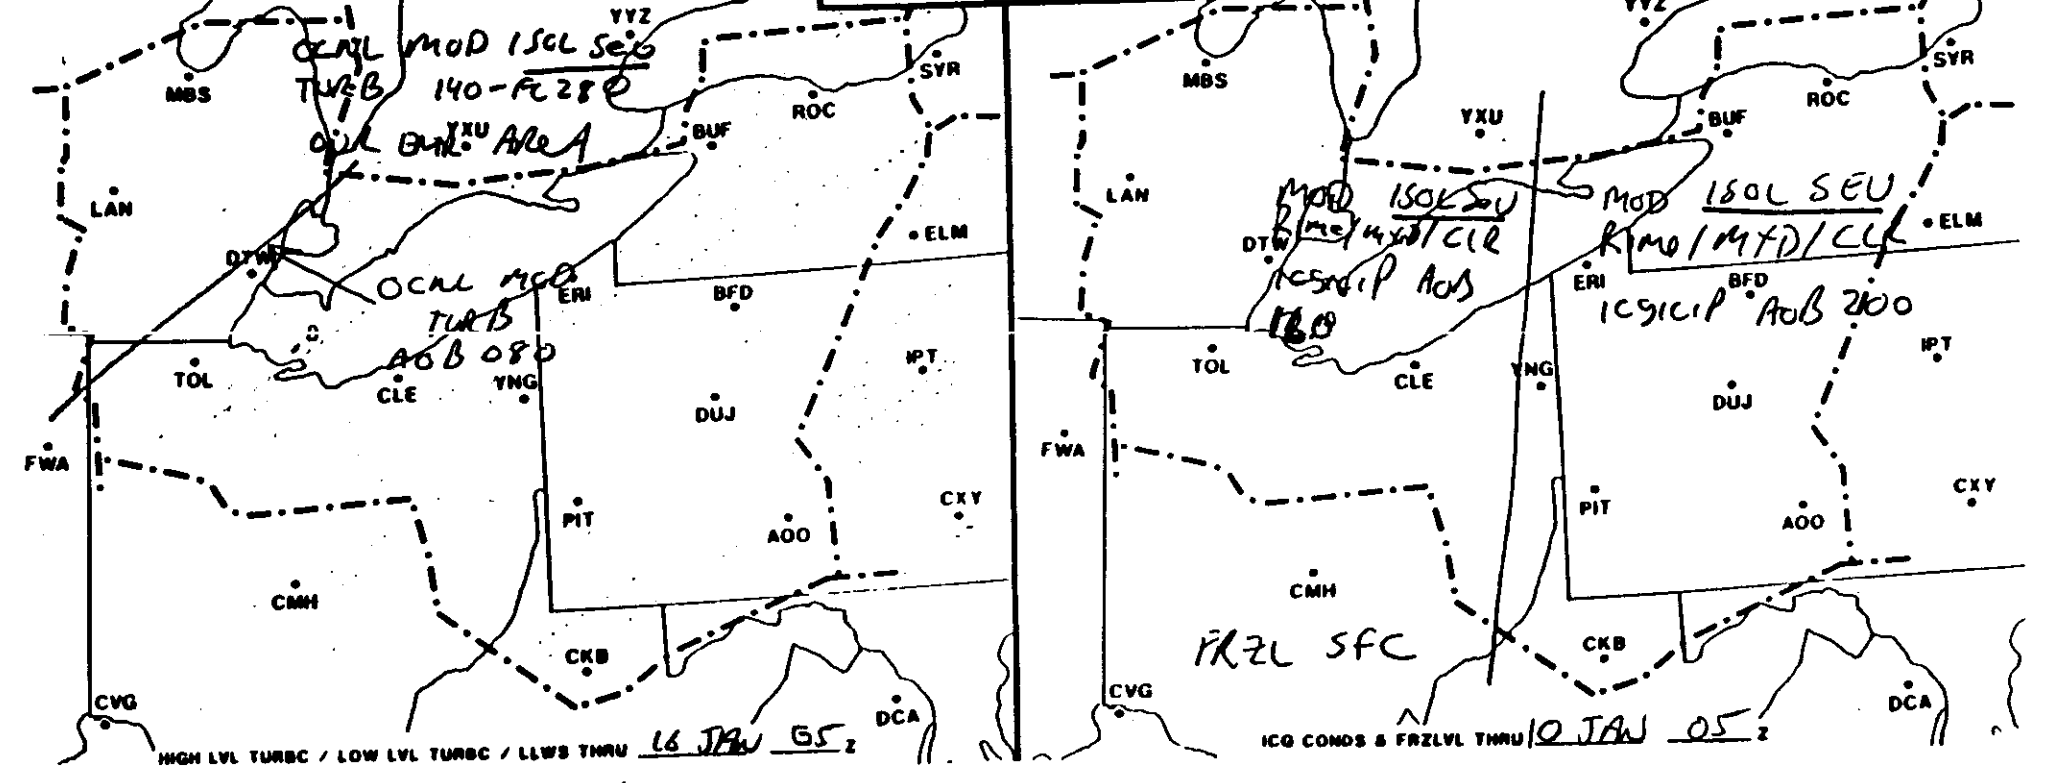 YYZ
OCNL MOD ISOL SEV
TURB 140-FL280
OVR ENTR AREA
MBS
SYR
ROC
YXU
BUF
LAN
ELM
DTW
OCNL MOD
TURB
AOB 080
ERI
BFD
TOL
CLE
YNG
IPT
DUJ
FWA
PIT
CXY
AOO
CMH
CKB
CVG
DCA
HIGH LVL TURBC / LOW LVL TURBC / LLWS THRU 16 JAN 05 Z
YYZ
MBS
SYR
ROC
YXU
BUF
LAN
MOD ISOL SEV
RIME/MXD/CLR
ICGICIP AOB
MOD ISOL SEV
RIME/MXD/CLR
ICGICIP AOB 200
ELM
DTW
ERI
BFD
TOL
CLE
YNG
IPT
DUJ
FWA
PIT
CXY
AOO
CMH
FRZL SFC
CKB
CVG
DCA
ICG CONDS & FRZLVL THRU 10 JAN 05 Z